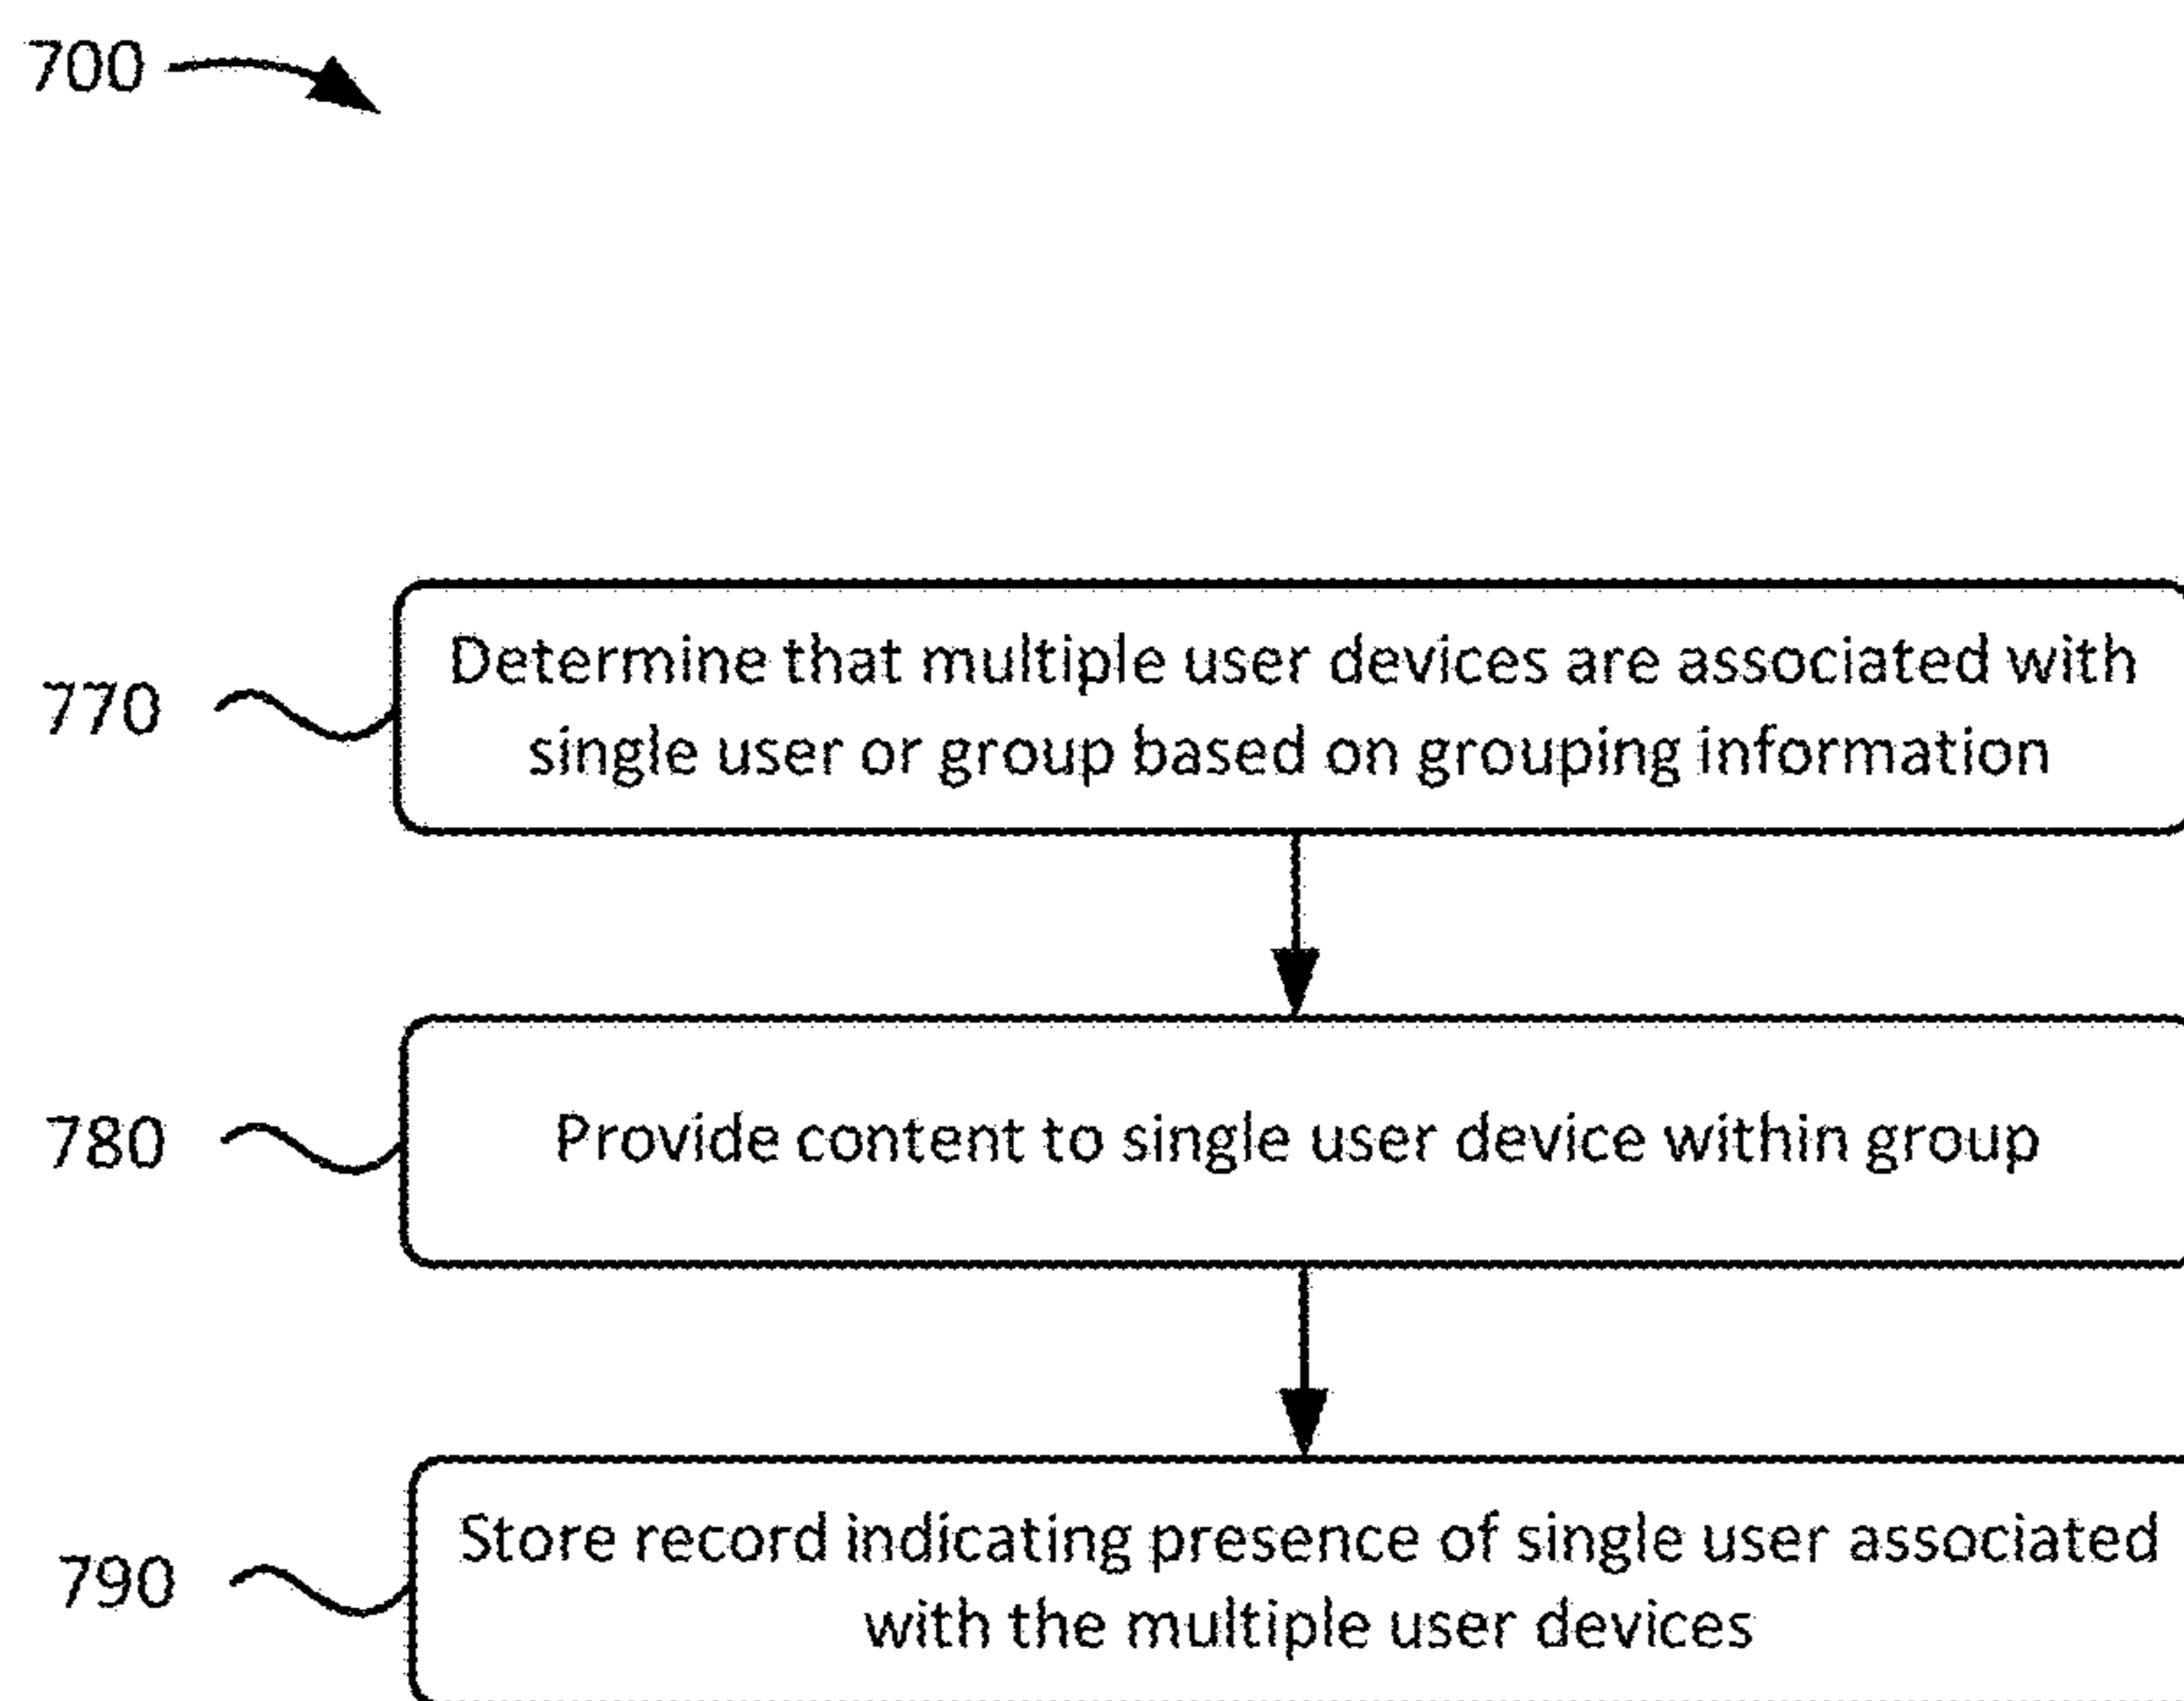 700
770
Determine that multiple user devices are associated with
single user or group based on grouping information
780
Provide content to single user device within group
790
Store record indicating presence of single user associated
with the multiple user devices